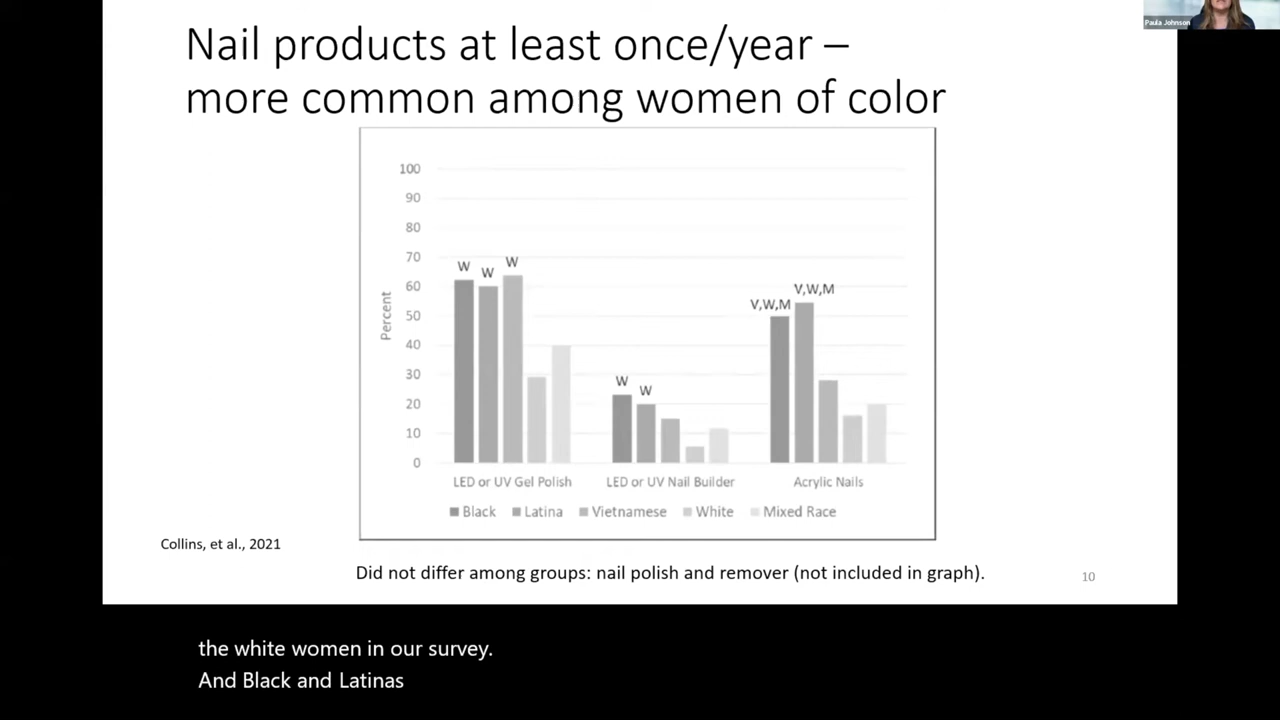 Paula Johnson
Nail products at least once/year –
more common among women of color
100
90
80
70
60
50
40
30
20
10
0
Percent
W
W
W
W
W
V,W,M
V,W,M
LED or UV Gel Polish
LED or UV Nail Builder
Acrylic Nails
Black Latina Vietnamese White Mixed Race
Collins, et al., 2021
Did not differ among groups: nail polish and remover (not included in graph).
10
the white women in our survey.
And Black and Latinas